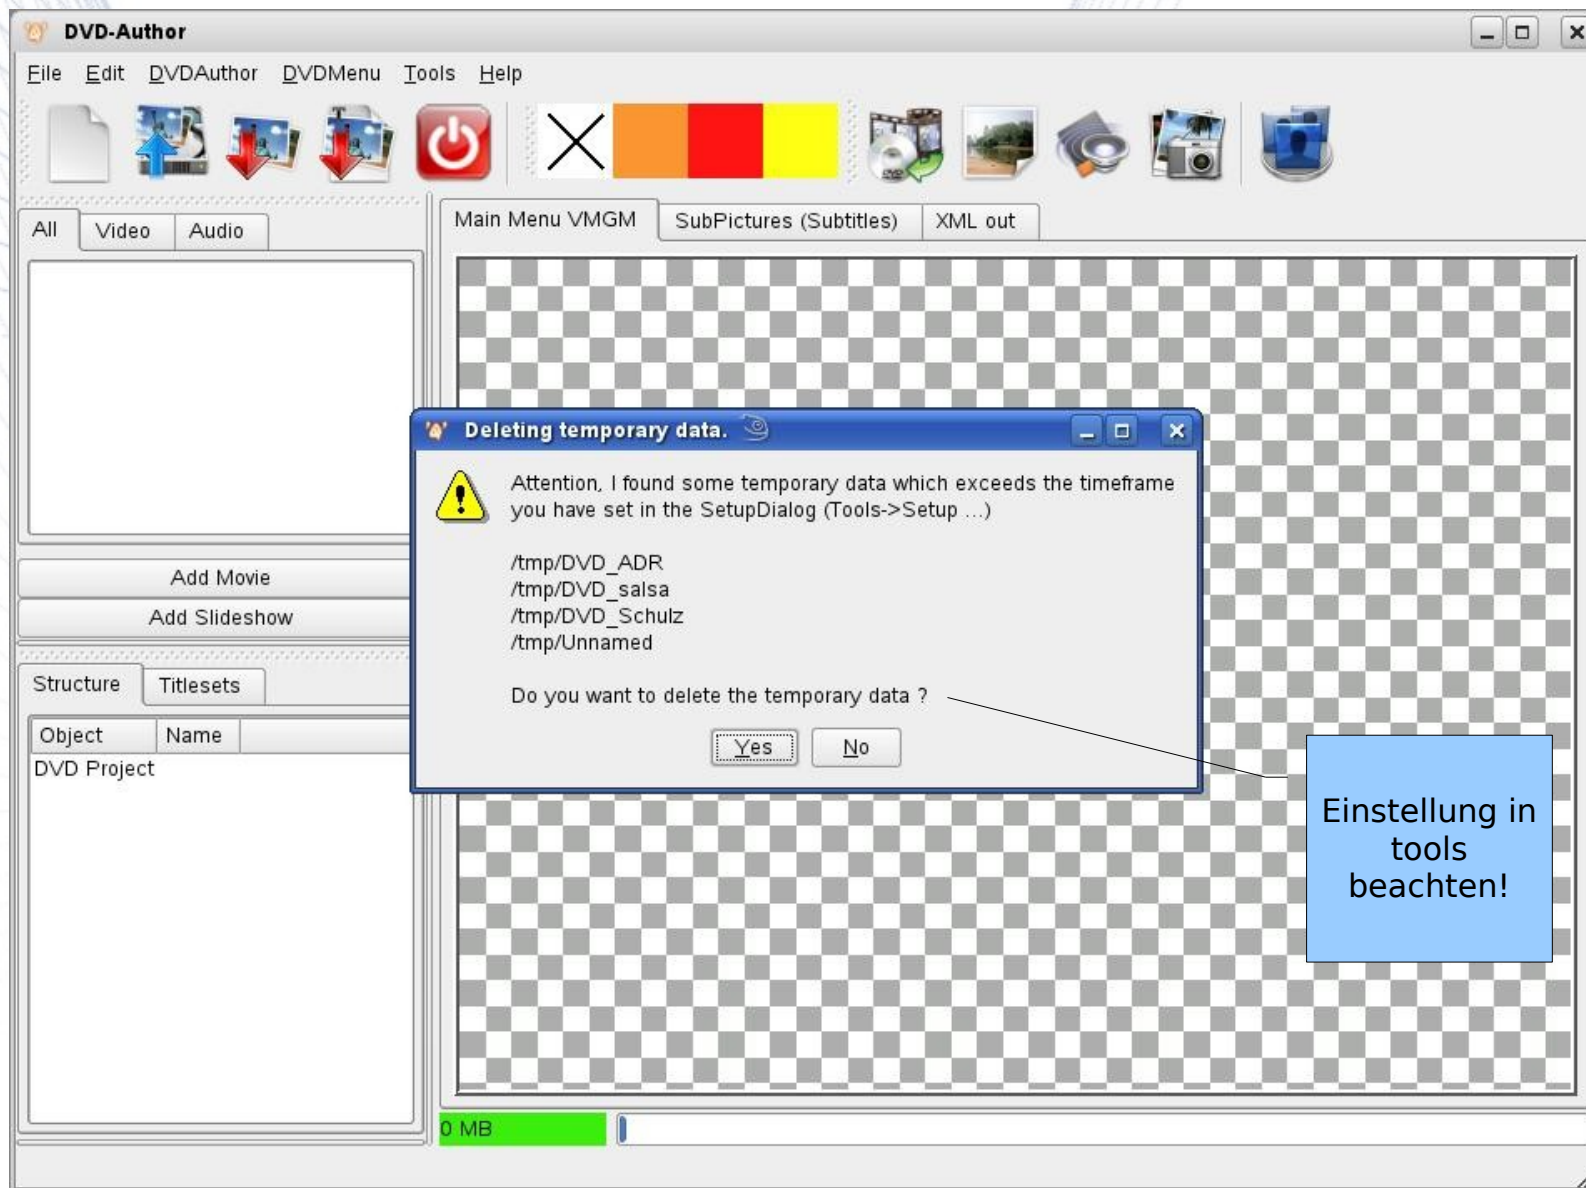 DVD-Author
File Edit DVDAuthor DVDMenu Tools Help
All Video Audio
Main Menu VMGM SubPictures (Subtitles) XML out
Deleting temporary data.
Attention, I found some temporary data which exceeds the timeframe
you have set in the SetupDialog (Tools->Setup ...)
/tmp/DVD_ADR
/tmp/DVD_salsa
/tmp/DVD_Schulz
/tmp/Unnamed
Do you want to delete the temporary data ?
Yes No
Add Movie
Add Slideshow
Structure Titlesets
Object Name
DVD Project
Einstellung in
tools
beachten!
0 MB